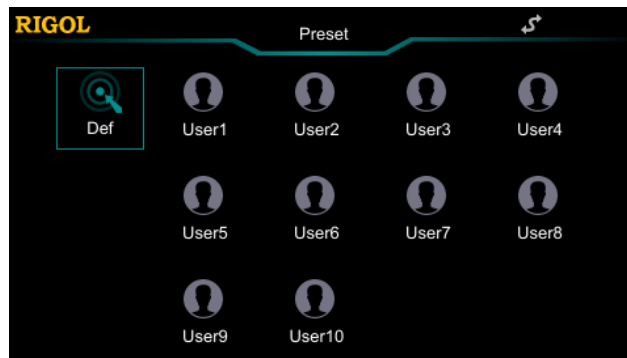 RIGOL
Preset
Def
User1
User2
User3
User4
User5
User6
User7
User8
User9
User10